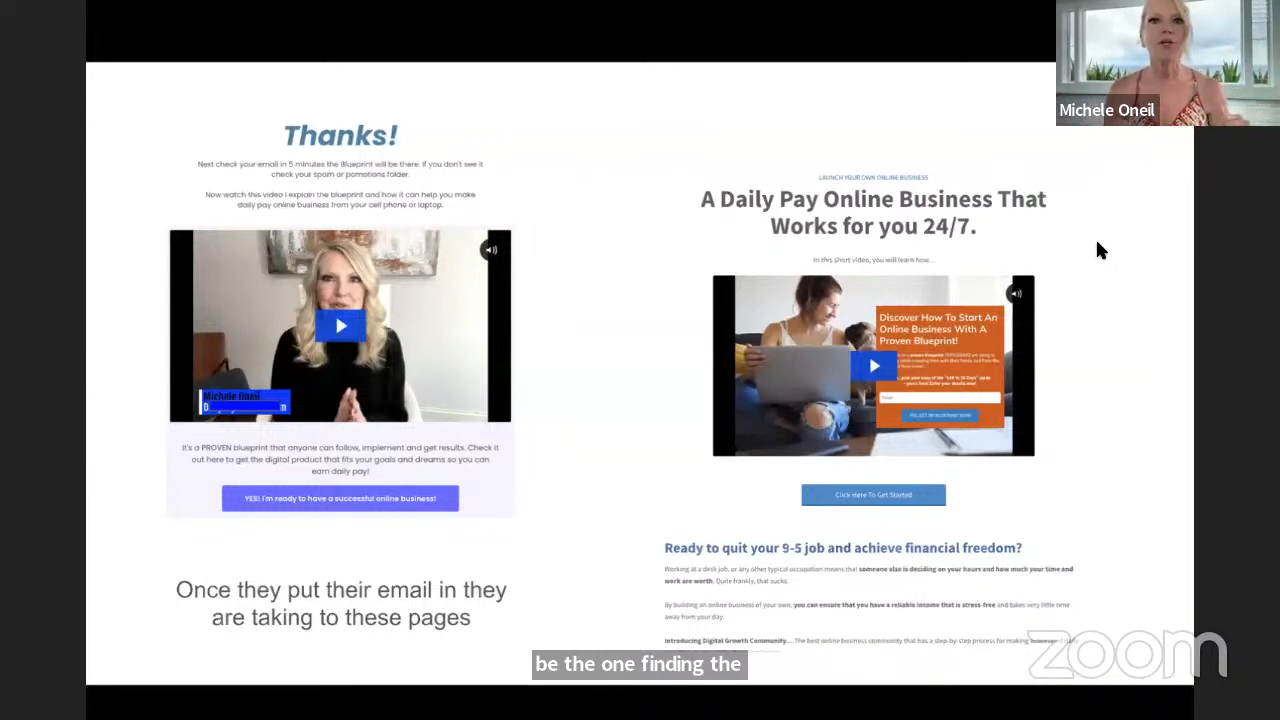 Michele Oneil
Thanks!
Next check your email in 5 minutes the Blueprint will be there. If you don't see it
check your spam or pomotions folder.
Now watch this video I explain the blueprint and how it can help you make
daily pay online business from your cell phone or laptop.
Michele Oneil
It's a PROVEN blueprint that anyone can follow, implement and get results. Check it
out here to get the digital product that fits your goals and dreams so you can
earn daily pay!
YES! I'm ready to have a successful online business!
Once they put their email in they
are taking to these pages
LAUNCH YOUR OWN ONLINE BUSINESS
A Daily Pay Online Business That
Works for you 24/7.
In this short video, you will learn how...
Discover How To Start An
Online Business With A
Proven Blueprint!
Click Here To Get Started
Ready to quit your 9-5 job and achieve financial freedom?
Working at a desk job, or any other typical occupation means that someone else is deciding on your hours and how much your time and
work are worth. Quite frankly, that sucks.
By building an online business of your own, you can ensure that you have a reliable income that is stress-free and takes very little time
away from your day.
Introducing Digital Growth Community... The best online business community that has a step-by-step process for making
zoom
be the one finding the